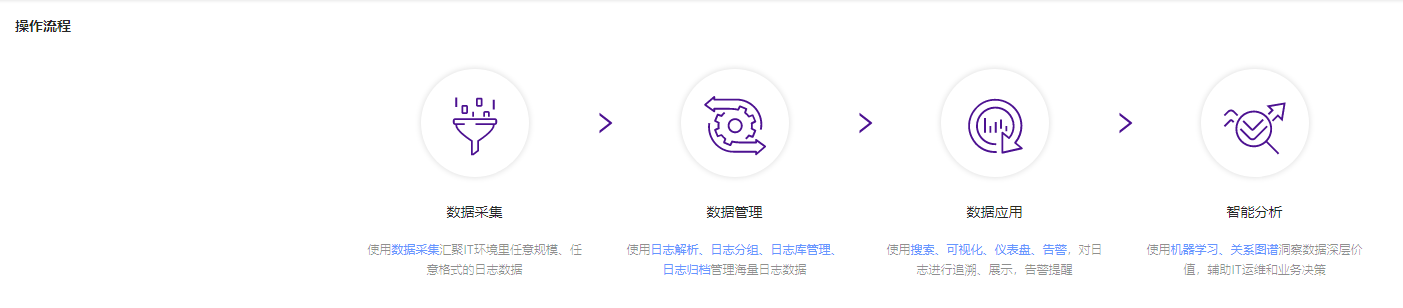 操作流程
数据采集
使用数据采集汇聚IT环境里任意规模、任
意格式的日志数据
数据管理
使用日志解析、日志分组、日志库管理、
日志归档管理海量日志数据
数据应用
使用搜索、可视化、仪表盘、告警，对日
志进行追溯、展示，告警提醒
智能分析
使用机器学习、关系图谱洞察数据深层价
值，辅助IT运维和业务决策